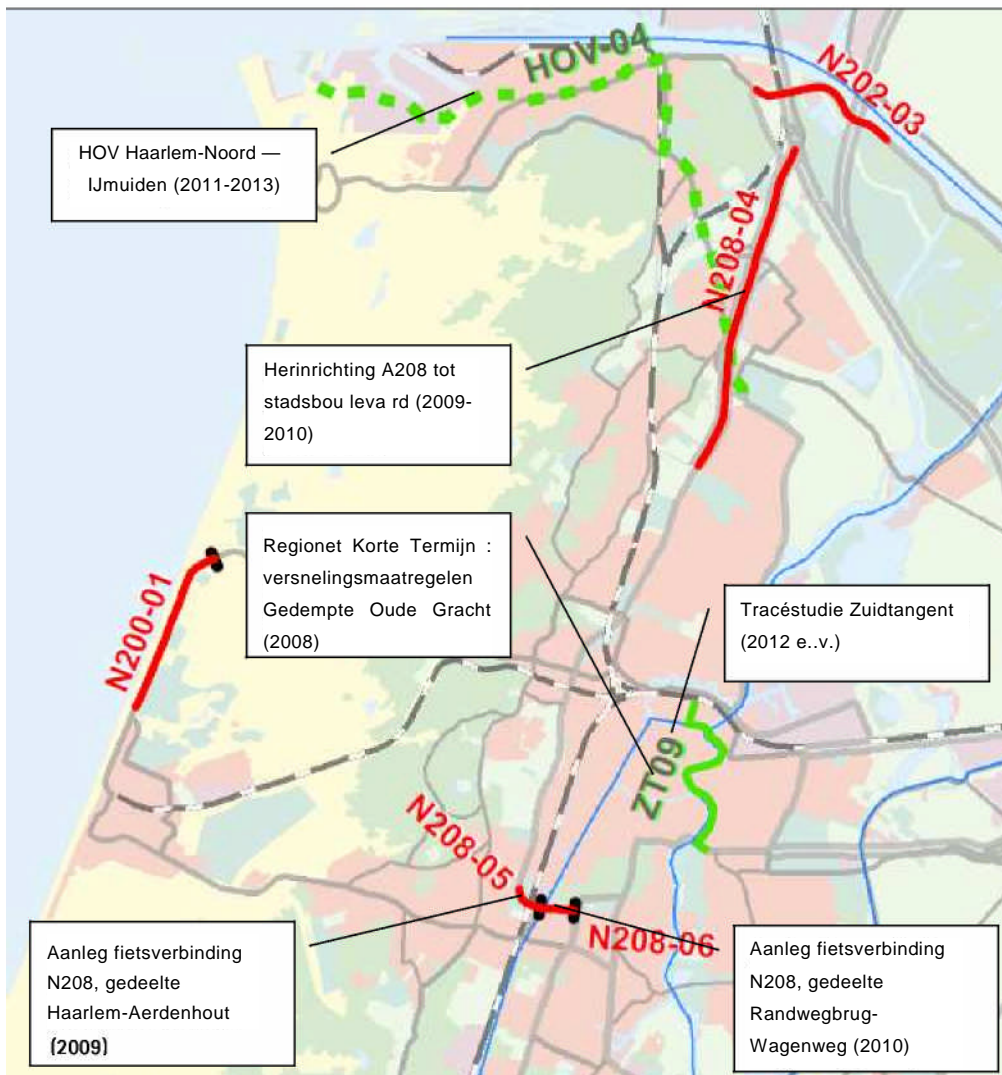 HOV-04
N202-03
HOV Haarlem-Noord —
IJmuiden (2011-2013)
N208-04
Herinrichting A208 tot
stadsbou leva rd (2009-
2010)
Regionet Korte Termijn :
versnelingsmaatregelen
Gedempte Oude Gracht
(2008)
Tracéstudie Zuidtangent
(2012 e..v.)
N200-01
ZT09
N208-05
N208-06
Aanleg fietsverbinding
N208, gedeelte
Haarlem-Aerdenhout
(2009)
Aanleg fietsverbinding
N208, gedeelte
Randwegbrug-
Wagenweg (2010)